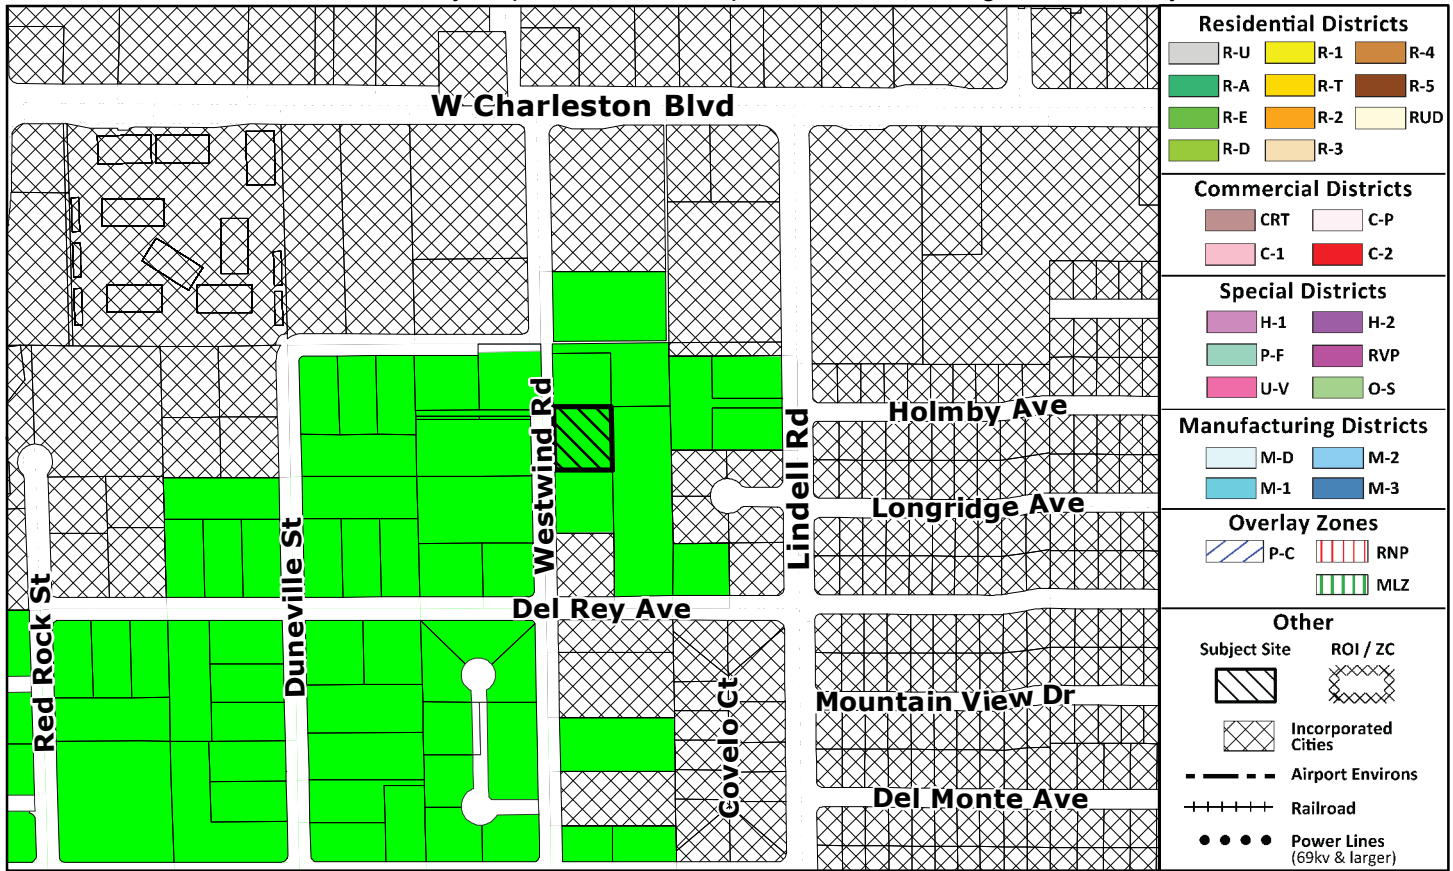 W Charleston Blvd
Holmby Ave
Longridge Ave
Westwind Rd
Lindell Rd
Duneville St
Red Rock St
Del Rey Ave
Mountain View Dr
Covelo Ct
Del Monte Ave
Residential Districts
R-U R-1 R-4
R-A R-T R-5
R-E R-2 RUD
R-D R-3
Commercial Districts
CRT C-P
C-1 C-2
Special Districts
H-1 H-2
P-F RVP
U-V O-S
Manufacturing Districts
M-D M-2
M-1 M-3
Overlay Zones
P-C RNP
MLZ
Other
Subject Site ROI / ZC
Incorporated
Cities
Airport Environs
Railroad
Power Lines
(69kv & larger)